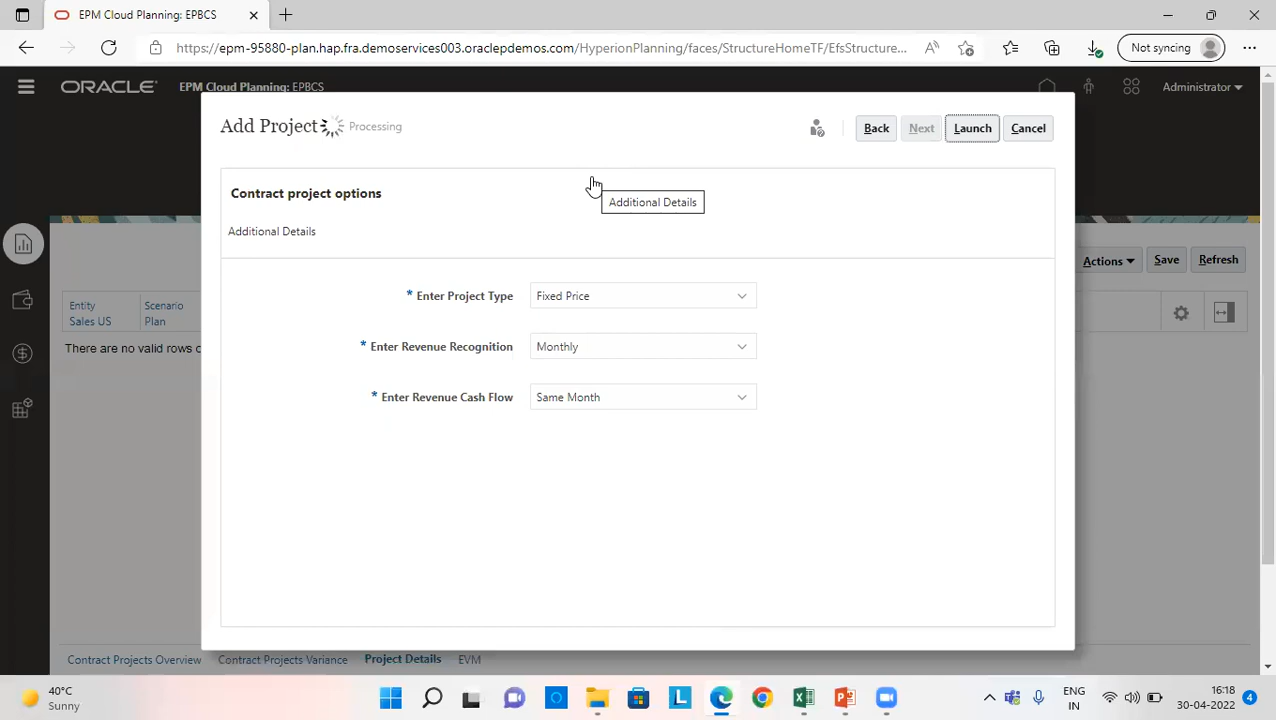 EPM Cloud Planning: EPBCS
https://epm-95880-plan.hap.fra.demoservices003.oraclepdemos.com/HyperionPlanning/faces/StructureHomeTF/EfsStructure...
Not syncing
ORACLE EPM Cloud Planning: EPBCS
Administrator
Add Project Processing
Back Next Launch Cancel
Contract project options
Additional Details
Additional Details
Actions Save Refresh
* Enter Project Type Fixed Price
Entity Scenario
Sales US Plan
There are no valid rows
* Enter Revenue Recognition Monthly
* Enter Revenue Cash Flow Same Month
Contract Projects Overview Contract Projects Variance Project Details EVM
40°C
Sunny
ENG
IN
16:18
30-04-2022
4